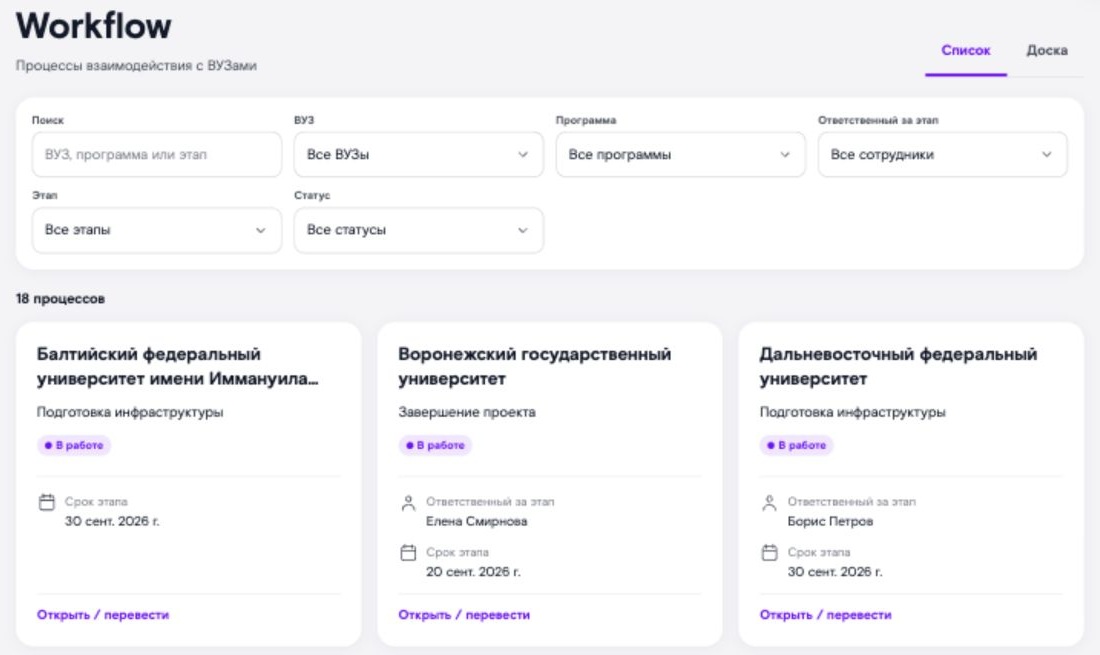 Workflow
Процессы взаимодействия с ВУЗами
Список
Доска
Поиск
ВУЗ
Программа
Ответственный за этап
ВУЗ, программа или этап
Все ВУЗы
Все программы
Все сотрудники
Этап
Статус
Все этапы
Все статусы
18 процессов
Балтийский федеральный
университет имени Иммануила...
Подготовка инфраструктуры
В работе
Срок этапа
30 сент. 2026 г.
Открыть / перевести
Воронежский государственный
университет
Завершение проекта
В работе
Ответственный за этап
Елена Смирнова
Срок этапа
20 сент. 2026 г.
Открыть / перевести
Дальневосточный федеральный
университет
Подготовка инфраструктуры
В работе
Ответственный за этап
Борис Петров
Срок этапа
30 сент. 2026 г.
Открыть / перевести